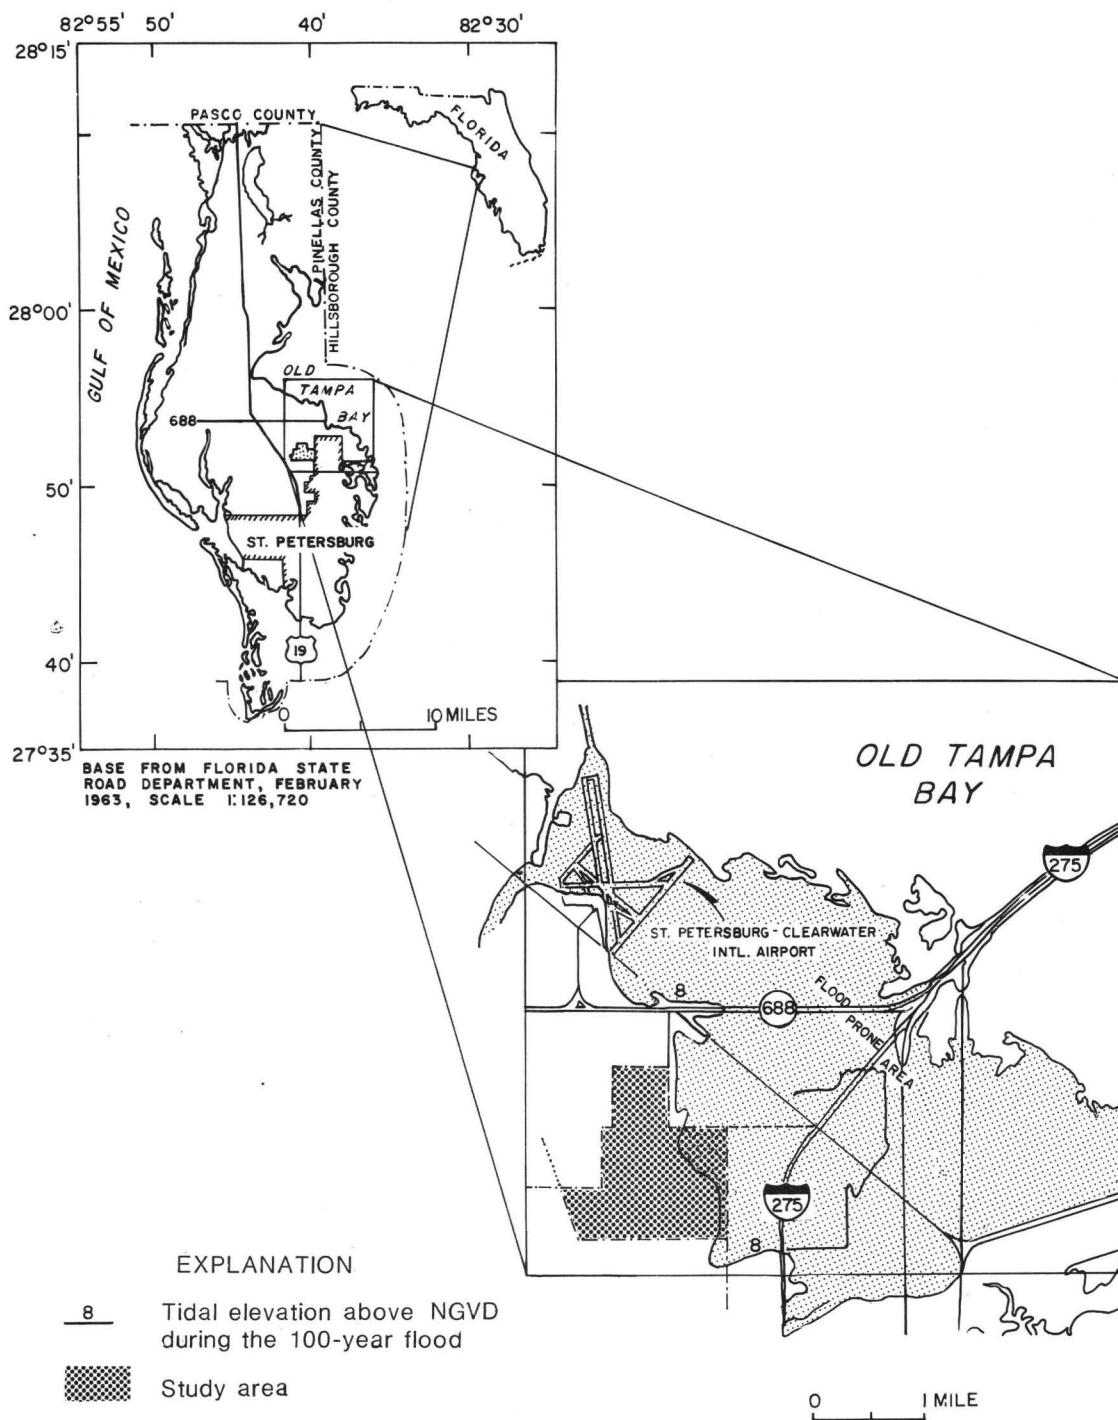 82°55' 50' 40' 82°30'
28°15'
PASCO COUNTY
FLORIDA
PINELLAS COUNTY
HILLSBOROUGH COUNTY
GULF OF MEXICO
28°00'
OLD
TAMPA
BAY
688
50'
ST. PETERSBURG
19
40'
0 10 MILES
27°35'
BASE FROM FLORIDA STATE
ROAD DEPARTMENT, FEBRUARY
1963, SCALE 1:126,720
OLD TAMPA
BAY
275
ST. PETERSBURG - CLEARWATER
INTL. AIRPORT
8
688
FLOOD PRONE AREA
275
8
EXPLANATION
8 Tidal elevation above NGVD
during the 100-year flood
Study area
0 1 MILE